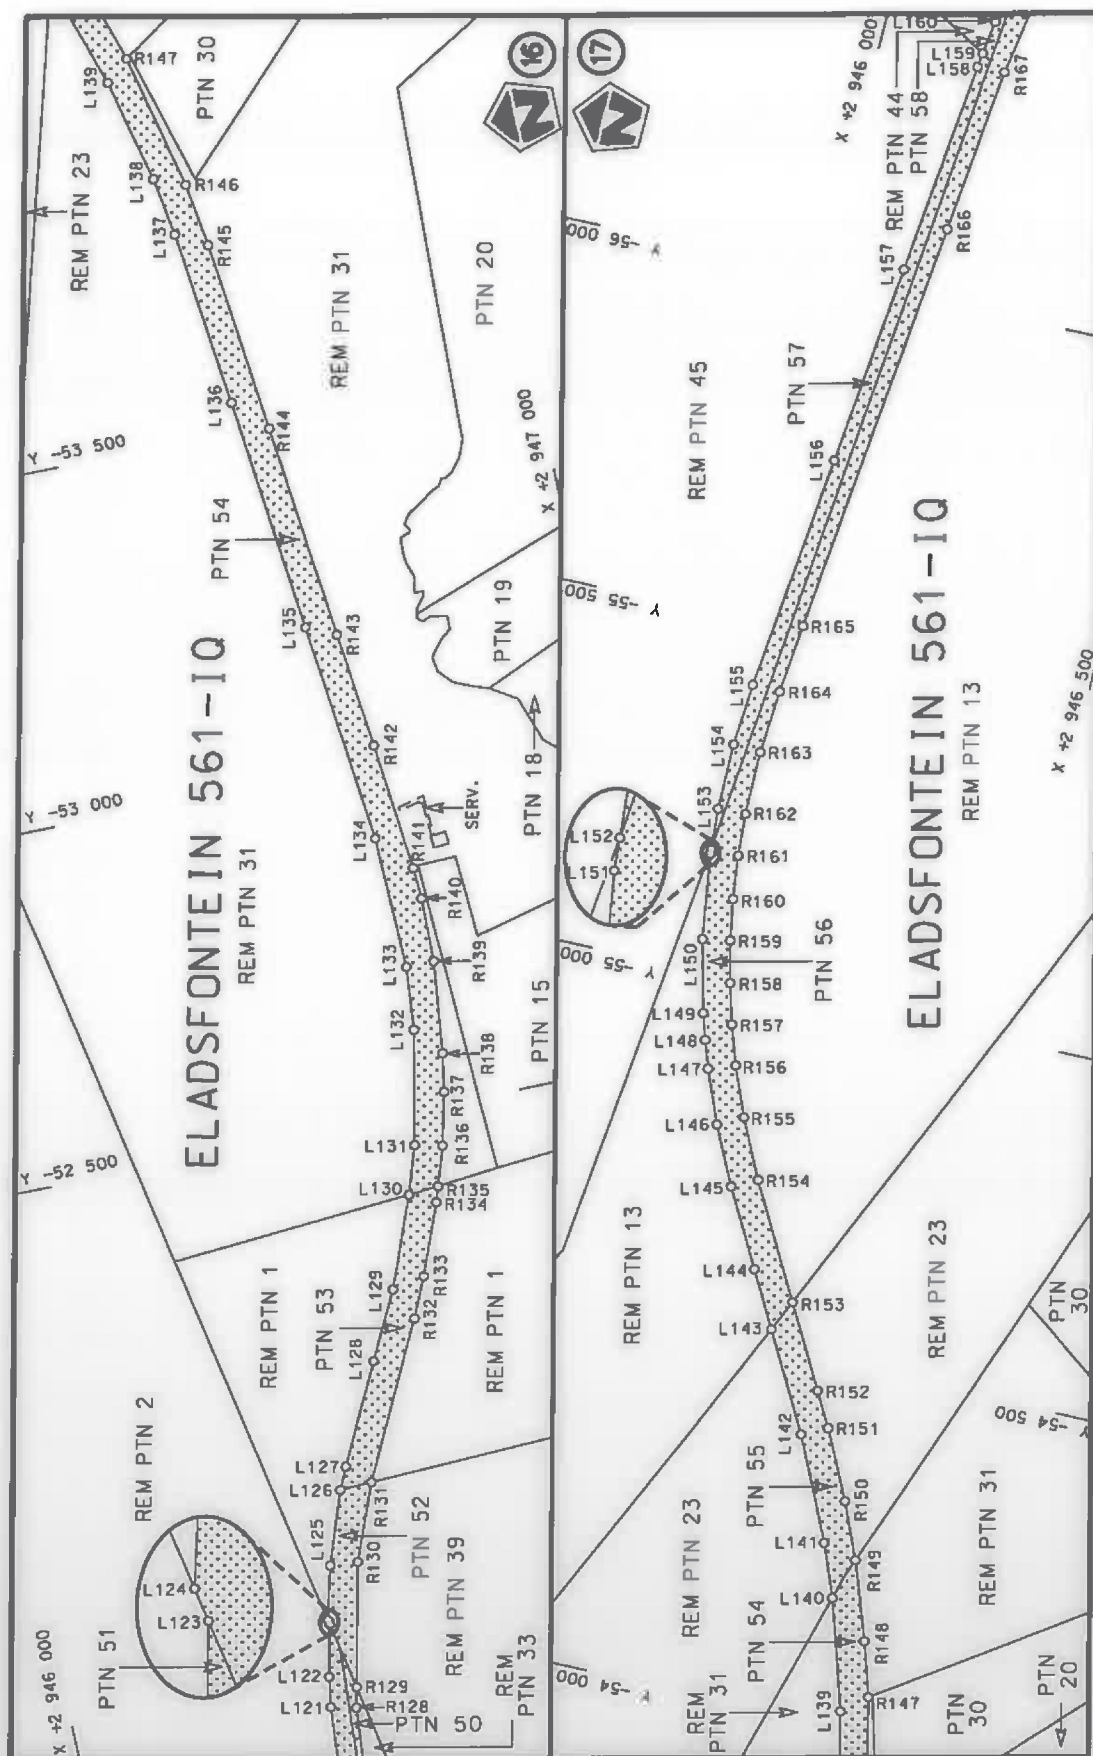 R147
PTN 30
L139
REM PTN 23
L138
R146
L137
R145
16
PTN 20
REM PTN 31
L136
R144
Y -53 500
PTN 54
X +2 947 000
L135
R143
PTN 19
ELADSFONTEIN 561-IQ
REM PTN 31
R142
Y -53 000
L134
R141
SERV.
PTN 18
R140
L133
R139
L132
R138
PTN 15
R137
L131
R136
Y -52 500
L130
R135
R134
L129
R133
REM PTN 1
PTN 53
R132
REM PTN 1
L128
REM PTN 2
L127
L126
R131
L125
PTN 52
R130
L124
L123
REM PTN 39
PTN 51
X +2 946 000
L122
R129
L121
R128
PTN 50
REM
PTN 33
17
L160
L159
L158
R167
X +2 946 000
REM PTN 44
PTN 58
R166
-56 000
L157
PTN 57
REM PTN 45
L156
Y -55 500
R165
ELADSFONTEIN 561-IQ
REM PTN 13
L155
R164
L154
R163
X +2 946 500
L153
L152
R162
L151
R161
R160
L150
R159
PTN 56
Y -55 000
R158
L149
R157
L148
L147
R156
L146
R155
L145
R154
REM PTN 13
L144
R153
REM PTN 23
PTN
30
L143
R152
L142
R151
Y -54 500
PTN 55
R150
REM PTN 23
L141
R149
REM PTN 31
L140
PTN 54
R148
-54 000
L139
R147
REM
PTN 31
PTN
30
PTN
20